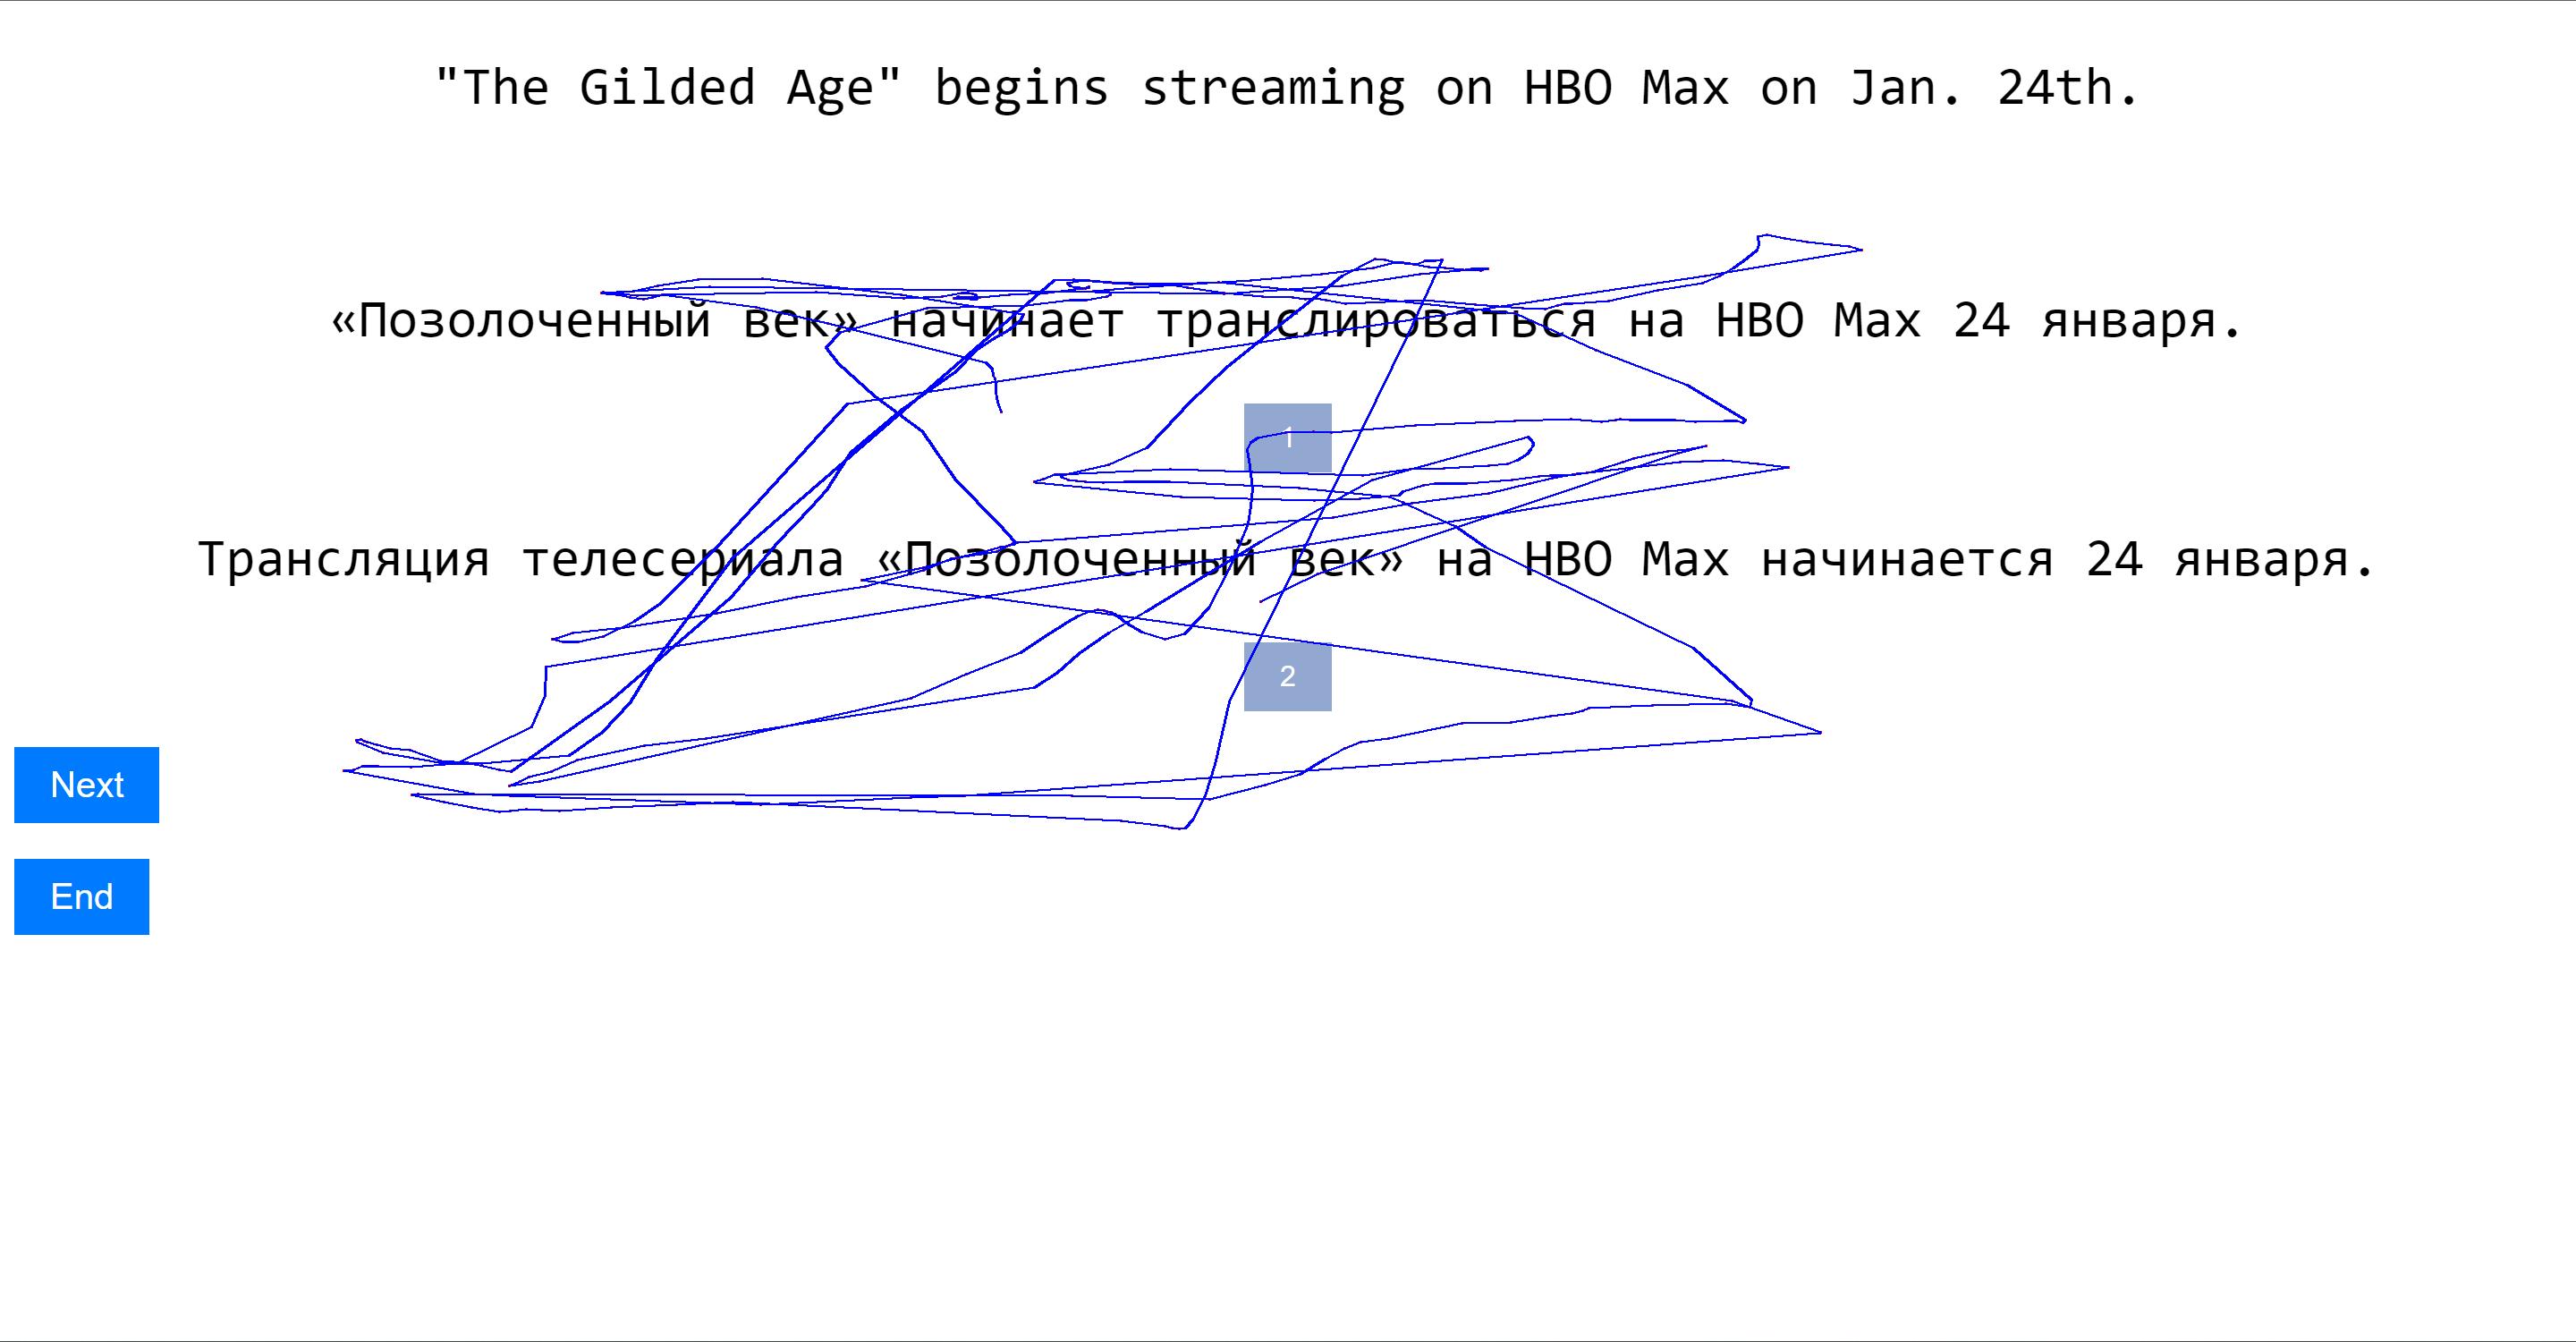 "The Gilded Age" begins streaming on HBO Max on Jan. 24th.
«Позолоченный век» начинает транслироваться на HBO Max 24 января.
1
Трансляция телесериала «Позолоченный век» на HBO Max начинается 24 января.
2
Next
End